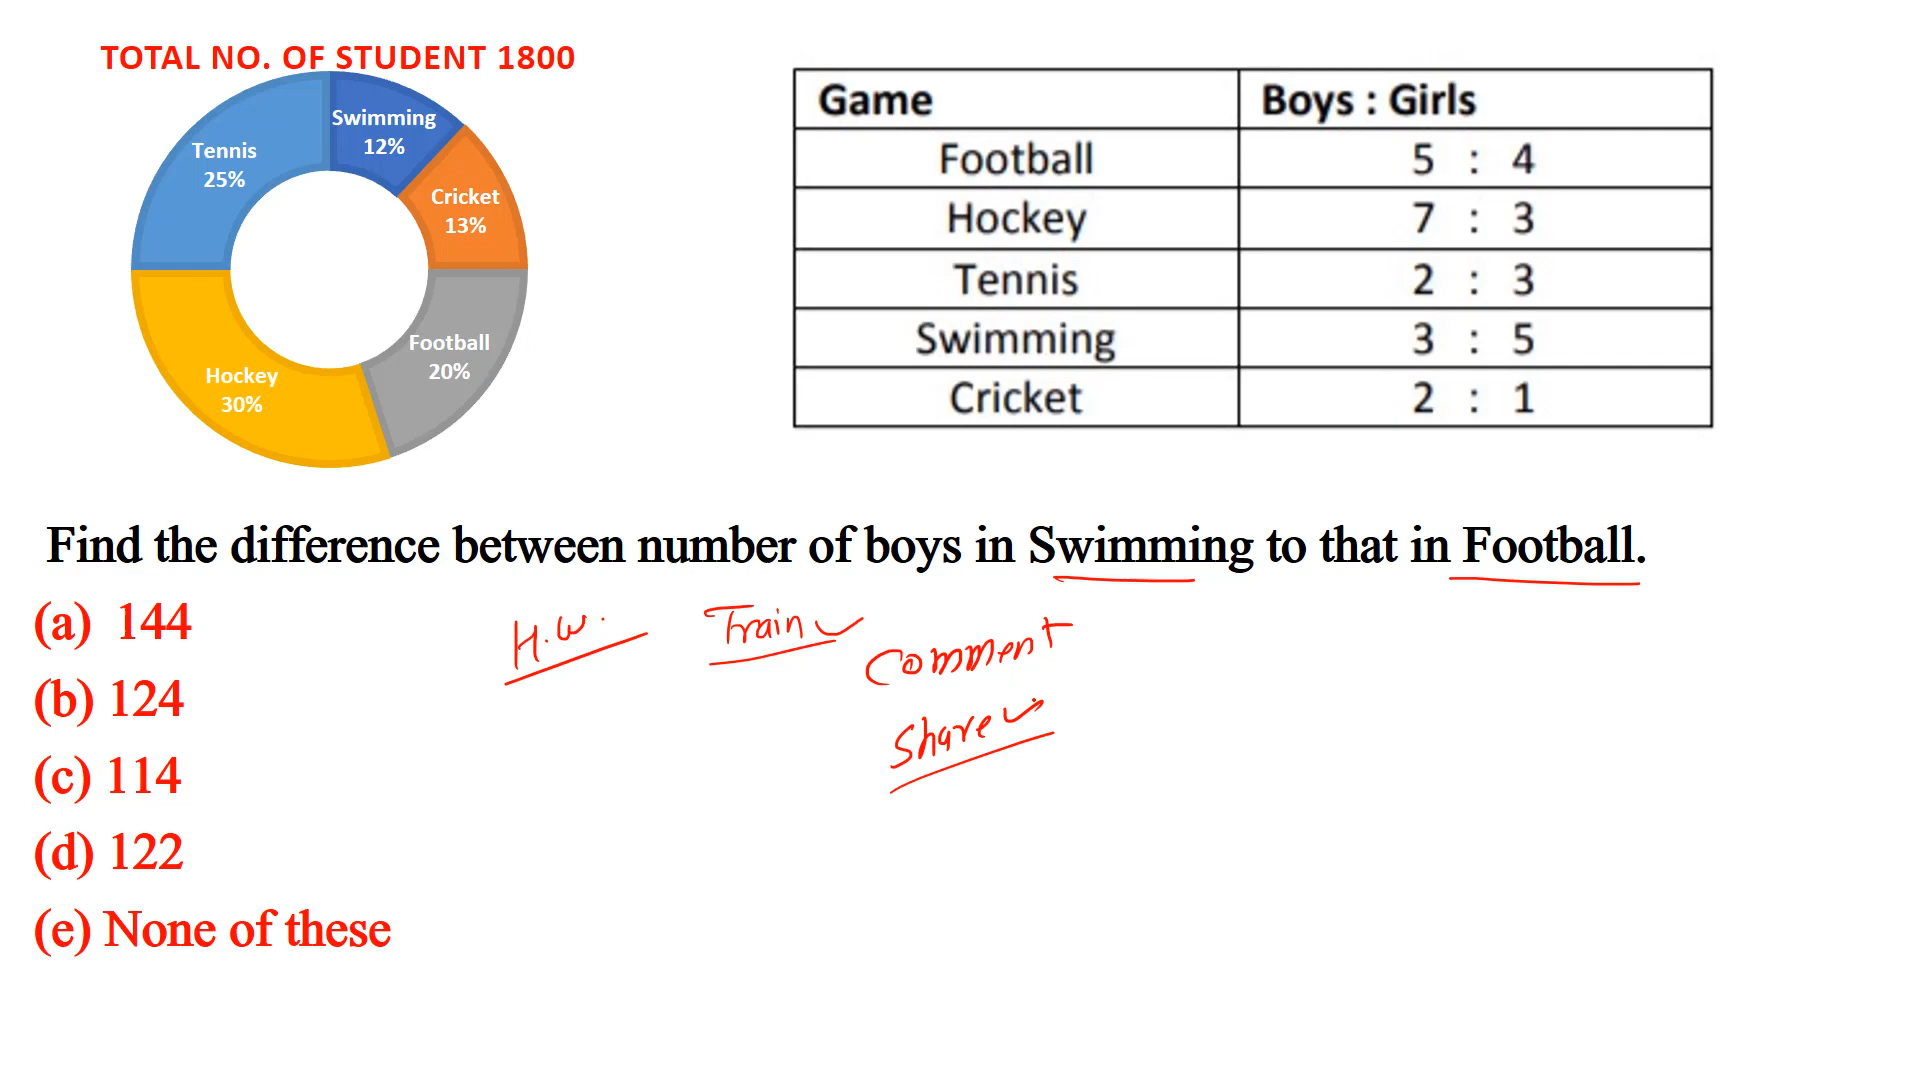 TOTAL NO. OF STUDENT 1800
Swimming
12%
Tennis
25%
Cricket
13%
Football
20%
Hockey
30%
Game Boys : Girls
Football 5 : 4
Hockey 7 : 3
Tennis 2 : 3
Swimming 3 : 5
Cricket 2 : 1
Find the difference between number of boys in Swimming to that in Football.
(a) 144
(b) 124
(c) 114
(d) 122
(e) None of these
H.W.
Train
Comment
Share